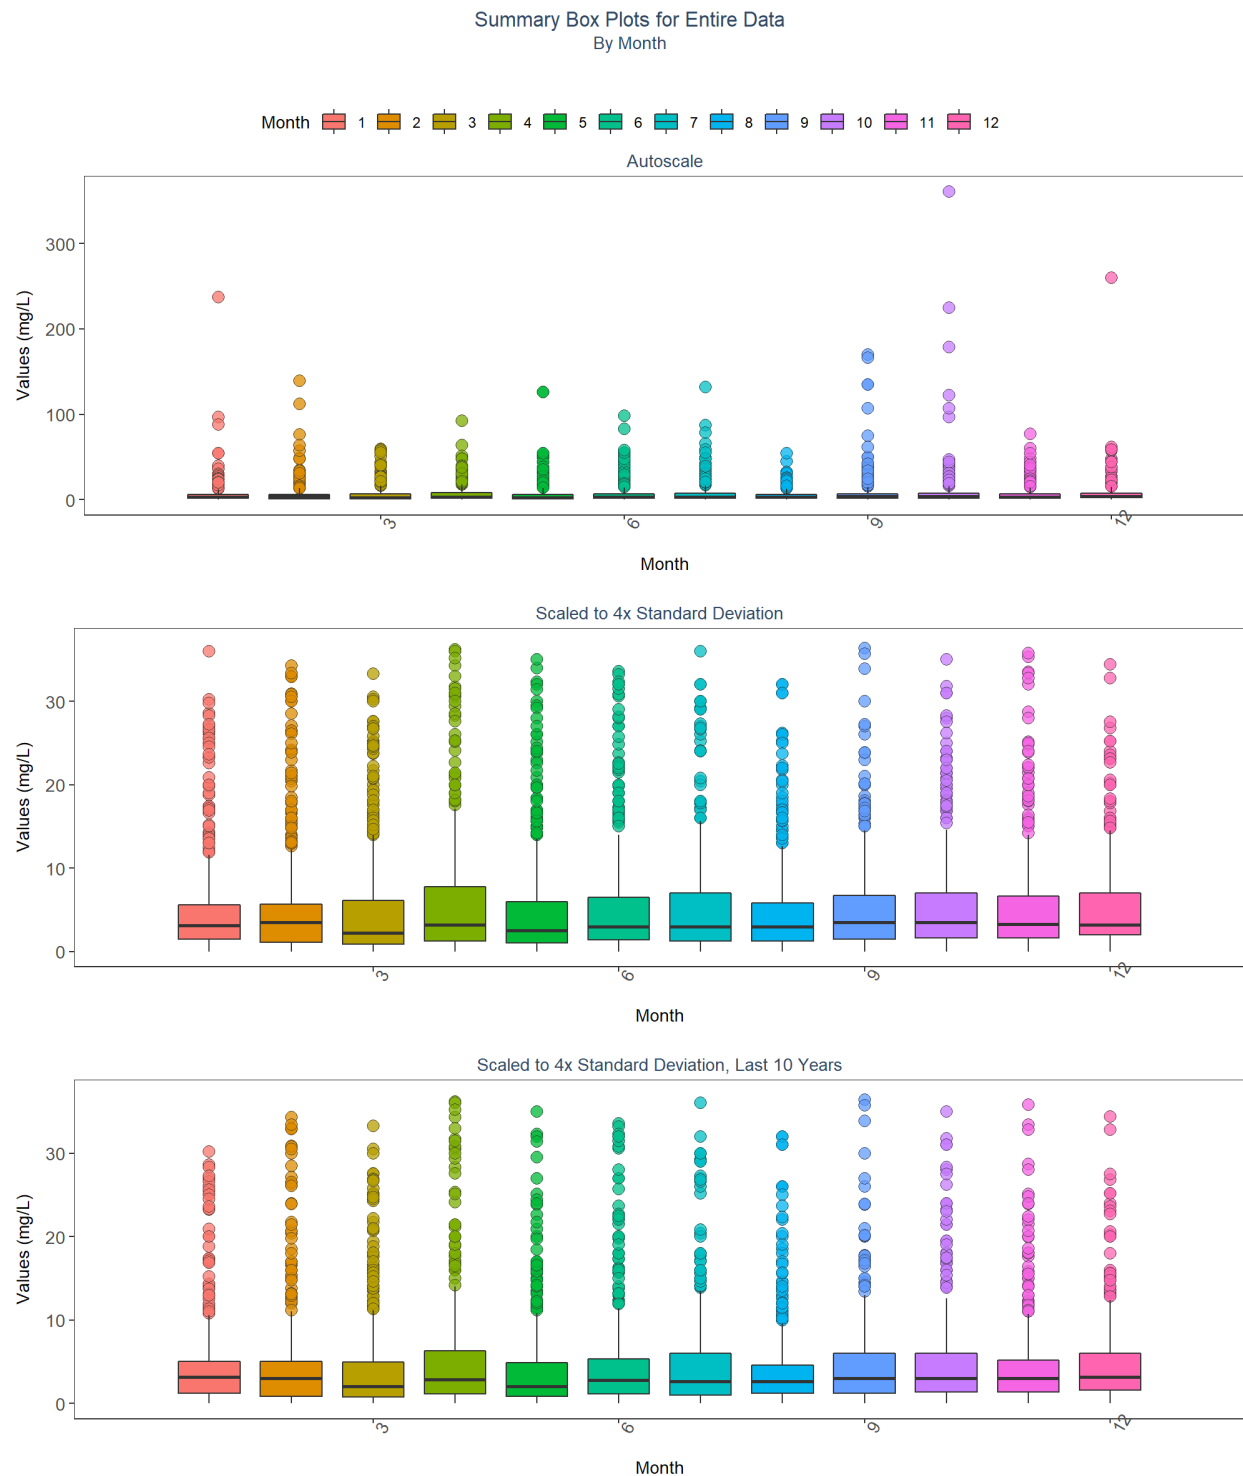 Summary Box Plots for Entire Data
By Month
Month 1 2 3 4 5 6 7 8 9 10 11 12
Autoscale
Values (mg/L)
300
200
100
0
3 6 9 12
Month
Scaled to 4x Standard Deviation
Values (mg/L)
30
20
10
0
3 6 9 12
Month
Scaled to 4x Standard Deviation, Last 10 Years
Values (mg/L)
30
20
10
0
3 6 9 12
Month